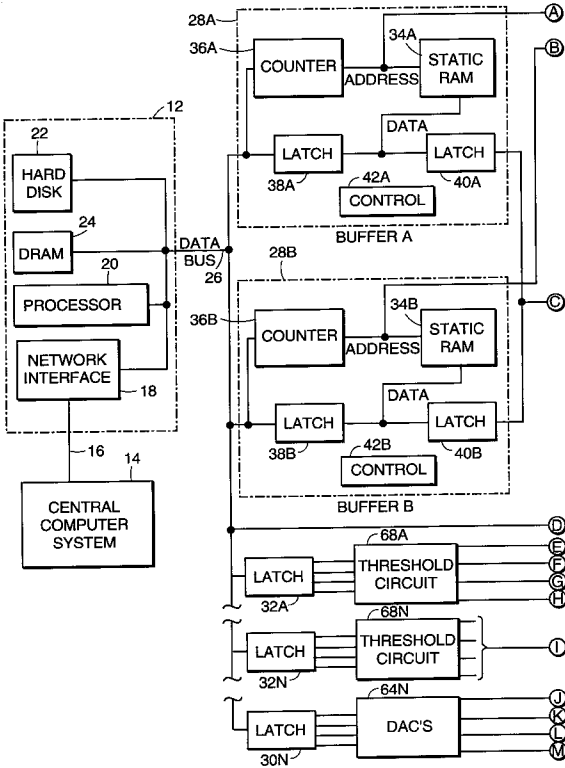 28A
36A
COUNTER
ADDRESS
34A
STATIC
RAM
A
B
DATA
LATCH
38A
LATCH
40A
42A
CONTROL
BUFFER A
12
22
HARD
DISK
24
DRAM
20
PROCESSOR
NETWORK
INTERFACE
18
DATA
BUS
26
16
14
CENTRAL
COMPUTER
SYSTEM
28B
36B
COUNTER
ADDRESS
34B
STATIC
RAM
C
DATA
LATCH
38B
LATCH
40B
42B
CONTROL
BUFFER B
D
68A
LATCH
32A
THRESHOLD
CIRCUIT
E
F
G
H
68N
LATCH
32N
THRESHOLD
CIRCUIT
I
64N
LATCH
30N
DAC'S
J
K
L
M